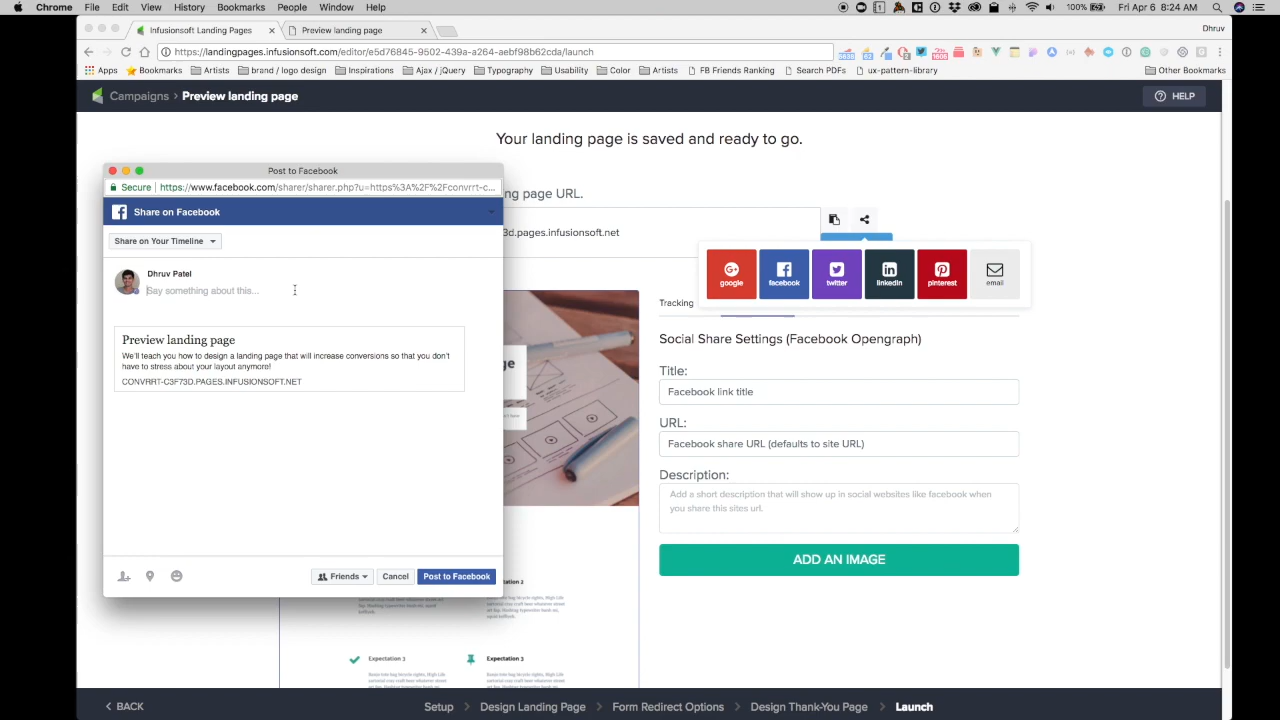 Chrome File Edit View History Bookmarks People Window Help 100% Fri Apr 6 8:24 AM
Infusionsoft Landing Pages Preview landing page Dhruv
https://landingpages.infusionsoft.com/editor/e5d76845-9502-439a-a264-aebf98b62cda/launch
Apps Bookmarks Artists brand / logo design Inspirations Ajax / jQuery Typography Usability Color Artists FB Friends Ranking Search PDFs ux-pattern-library Other Bookmarks
Campaigns > Preview landing page HELP
Your landing page is saved and ready to go.
Post to Facebook
Secure https://www.facebook.com/sharer/sharer.php?u=https%3A%2F%2Fconvrrt-c...
ng page URL.
Share on Facebook
3d.pages.infusionsoft.net
Share on Your Timeline
Dhruv Patel
Say something about this...
google facebook twitter linkedin pinterest email
Tracking
Preview landing page
We'll teach you how to design a landing page that will increase conversions so that you don't
have to stress about your layout anymore!
CONVRRT-C3F73D.PAGES.INFUSIONSOFT.NET
ge
Social Share Settings (Facebook Opengraph)
Title:
Facebook link title
URL:
Facebook share URL (defaults to site URL)
Description:
Add a short description that will show up in social websites like facebook when
you share this sites url.
ADD AN IMAGE
Friends Cancel Post to Facebook
Expectation 3 Expectation 3
BACK Setup > Design Landing Page > Form Redirect Options > Design Thank-You Page > Launch